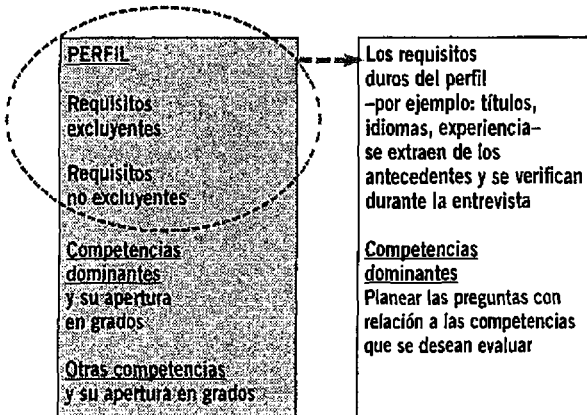 PERFIL
Requisitos
excluyentes
Requisitos
no excluyentes
Competencias
dominantes
y su apertura
en grados
Otras competencias
y su apertura en grados
Los requisitos
duros del perfil
–por ejemplo: títulos,
idiomas, experiencia–
se extraen de los
antecedentes y se verifican
durante la entrevista
Competencias
dominantes
Planear las preguntas con
relación a las competencias
que se desean evaluar